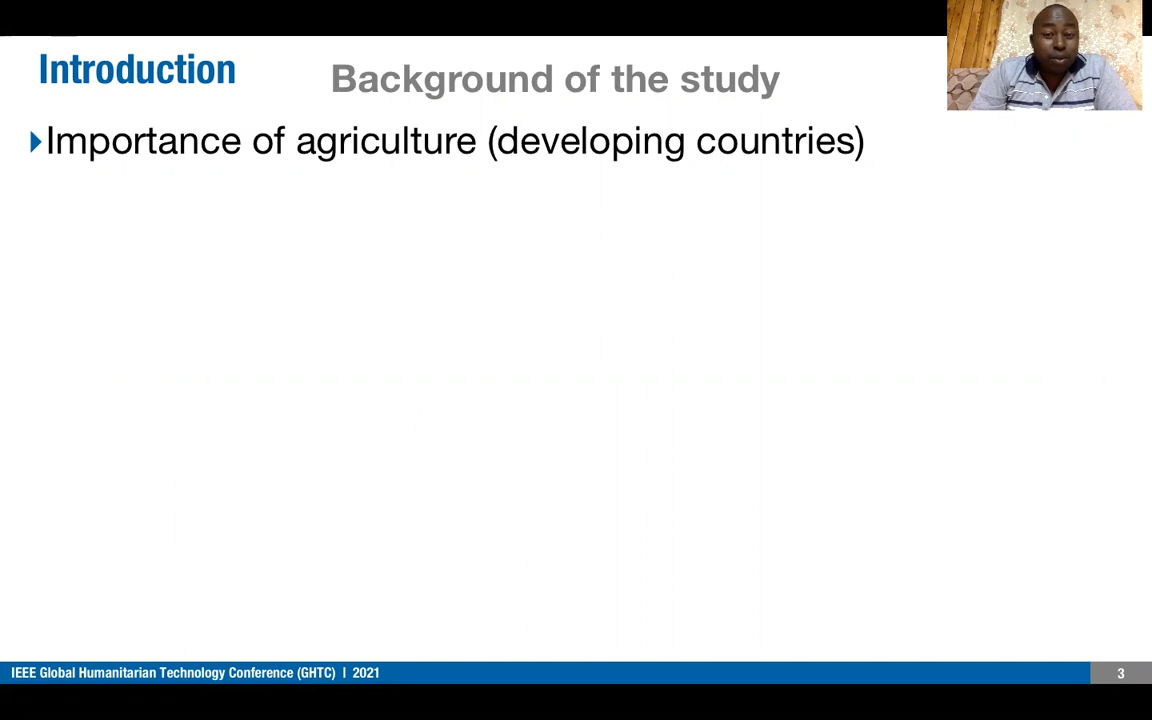 Introduction
Background of the study
Importance of agriculture (developing countries)
IEEE Global Humanitarian Technology Conference (GHTC) | 2021
3